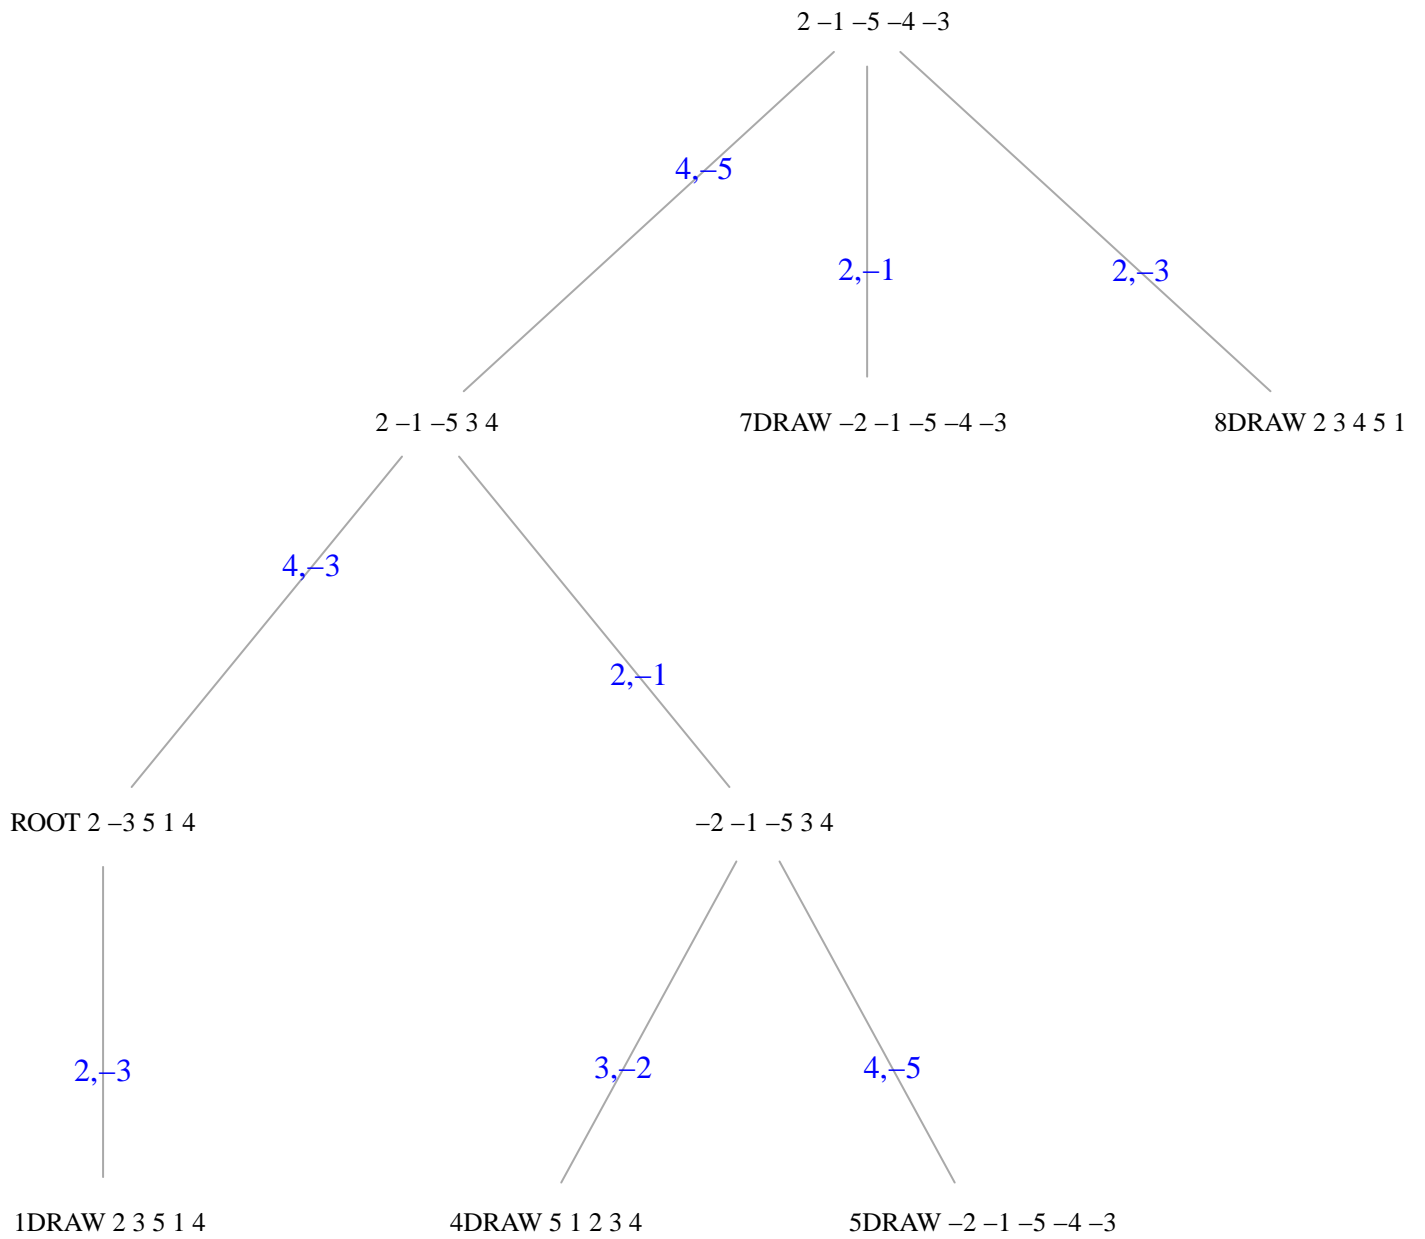 2 –1 –5 –4 –3
4,–5
2,–1
2,–3
2 –1 –5 3 4
7DRAW –2 –1 –5 –4 –3
8DRAW 2 3 4 5 1
4,–3
2,–1
ROOT 2 –3 5 1 4
–2 –1 –5 3 4
2,–3
3,–2
4,–5
1DRAW 2 3 5 1 4
4DRAW 5 1 2 3 4
5DRAW –2 –1 –5 –4 –3